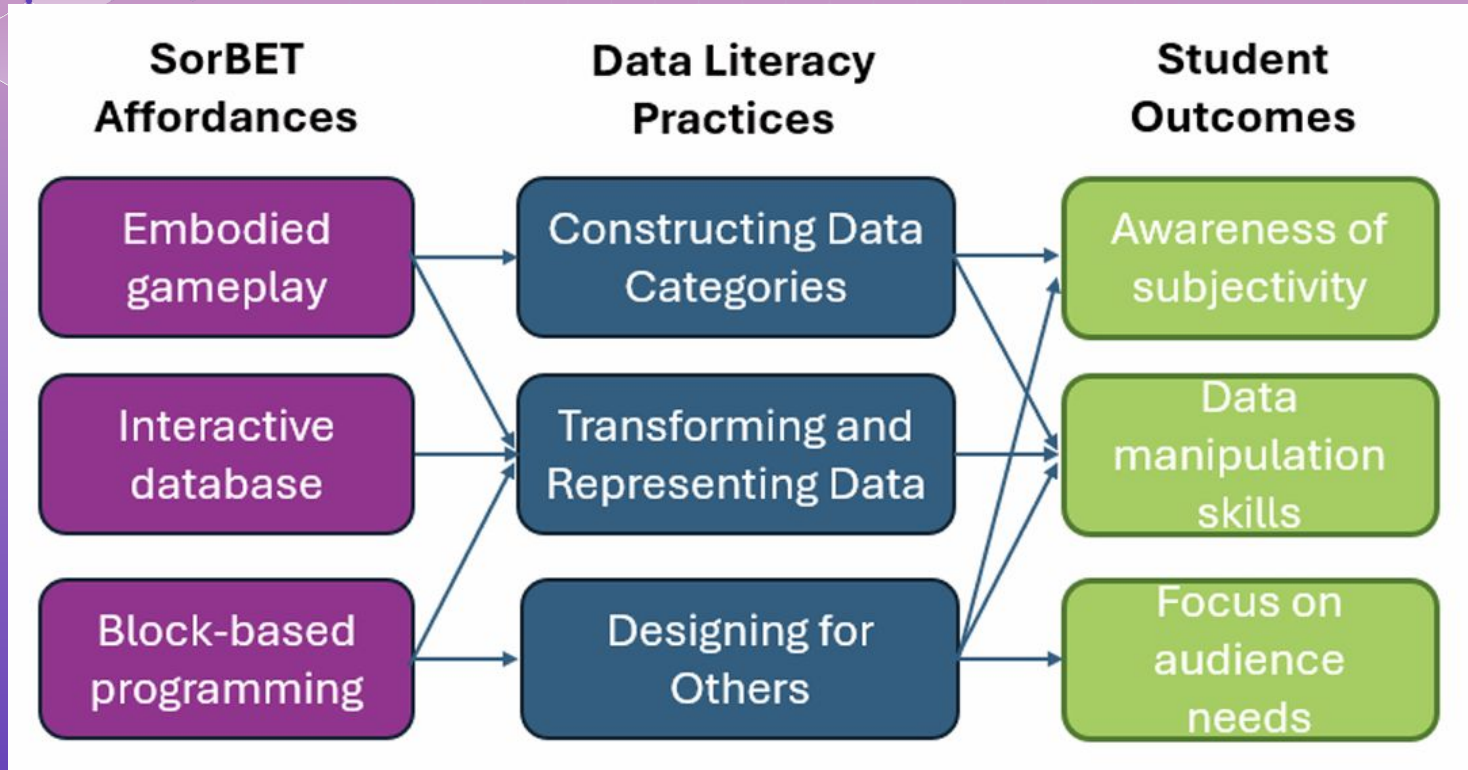 SorBET
Affordances
Data Literacy
Practices
Student
Outcomes
Embodied
gameplay
Constructing Data
Categories
Awareness of
subjectivity
Interactive
database
Transforming and
Representing Data
Data
manipulation
skills
Block-based
programming
Designing for
Others
Focus on
audience
needs